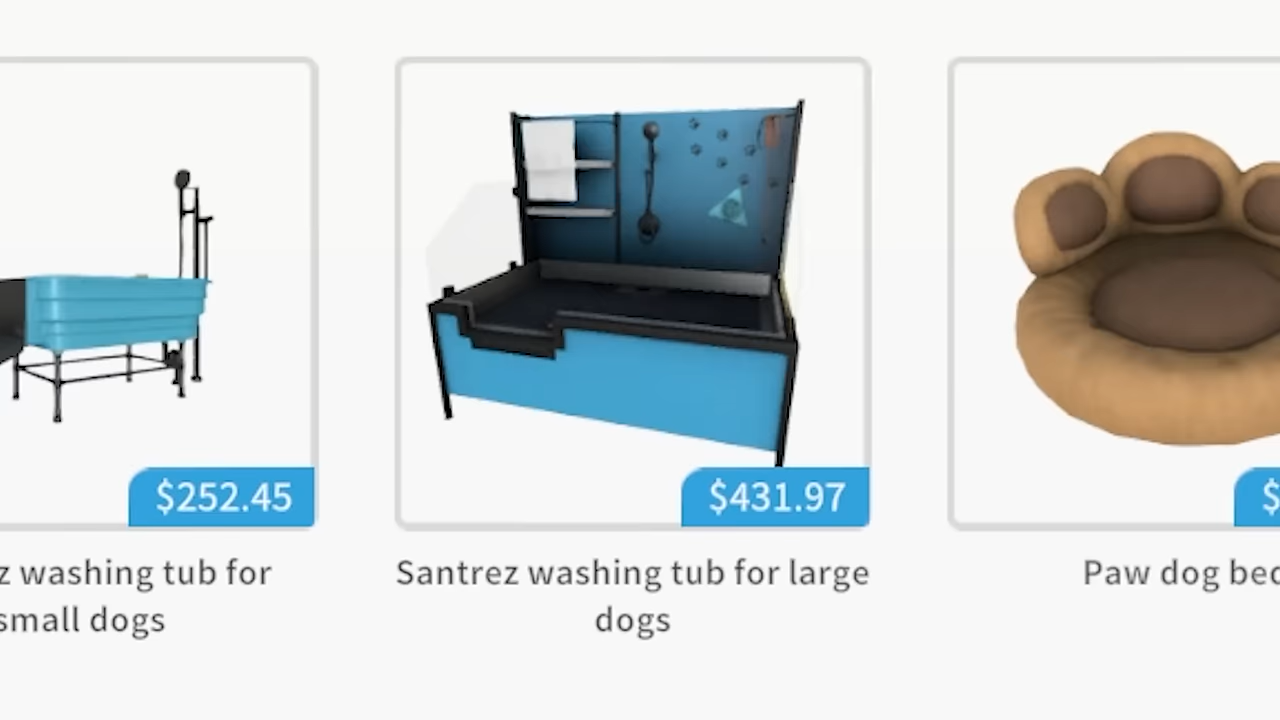 $252.45
z washing tub for
small dogs
$431.97
Santrez washing tub for large
dogs
$
Paw dog bed